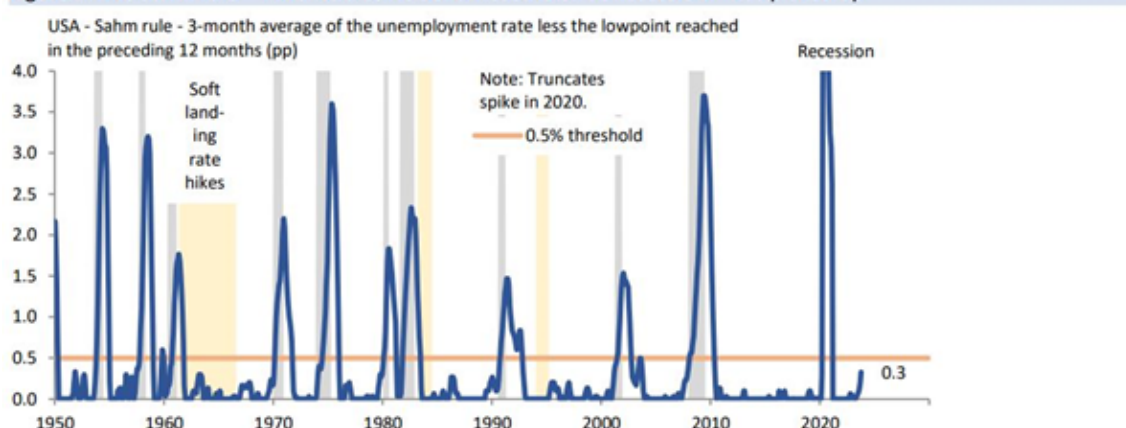 USA - Sahm rule - 3-month average of the unemployment rate less the lowpoint reached
in the preceding 12 months (pp)
Recession
4.0
3.5
3.0
2.5
2.0
1.5
1.0
0.5
0.0
Soft
land-
ing
rate
hikes
Note: Truncates
spike in 2020.
0.5% threshold
0.3
1950 1960 1970 1980 1990 2000 2010 2020